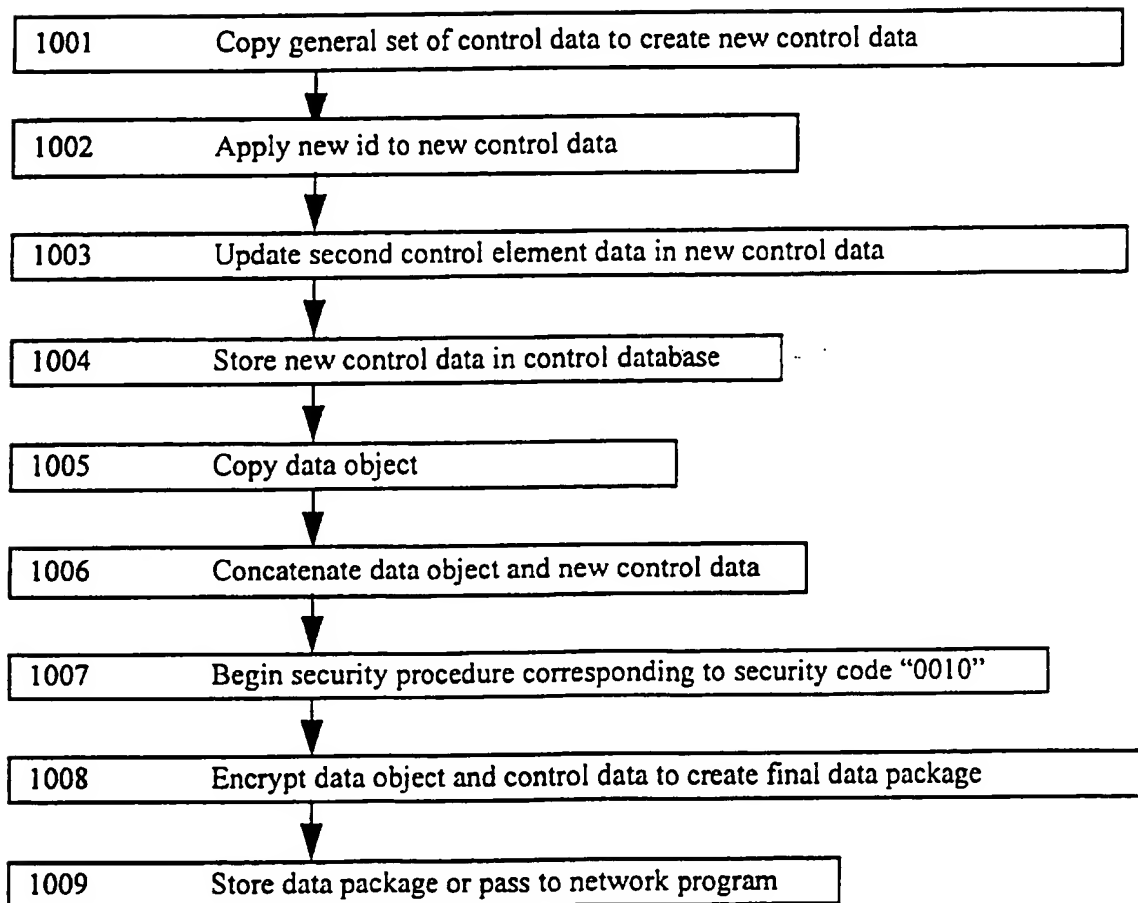 1001 Copy general set of control data to create new control data
1002 Apply new id to new control data
1003 Update second control element data in new control data
1004 Store new control data in control database
1005 Copy data object
1006 Concatenate data object and new control data
1007 Begin security procedure corresponding to security code “0010”
1008 Encrypt data object and control data to create final data package
1009 Store data package or pass to network program